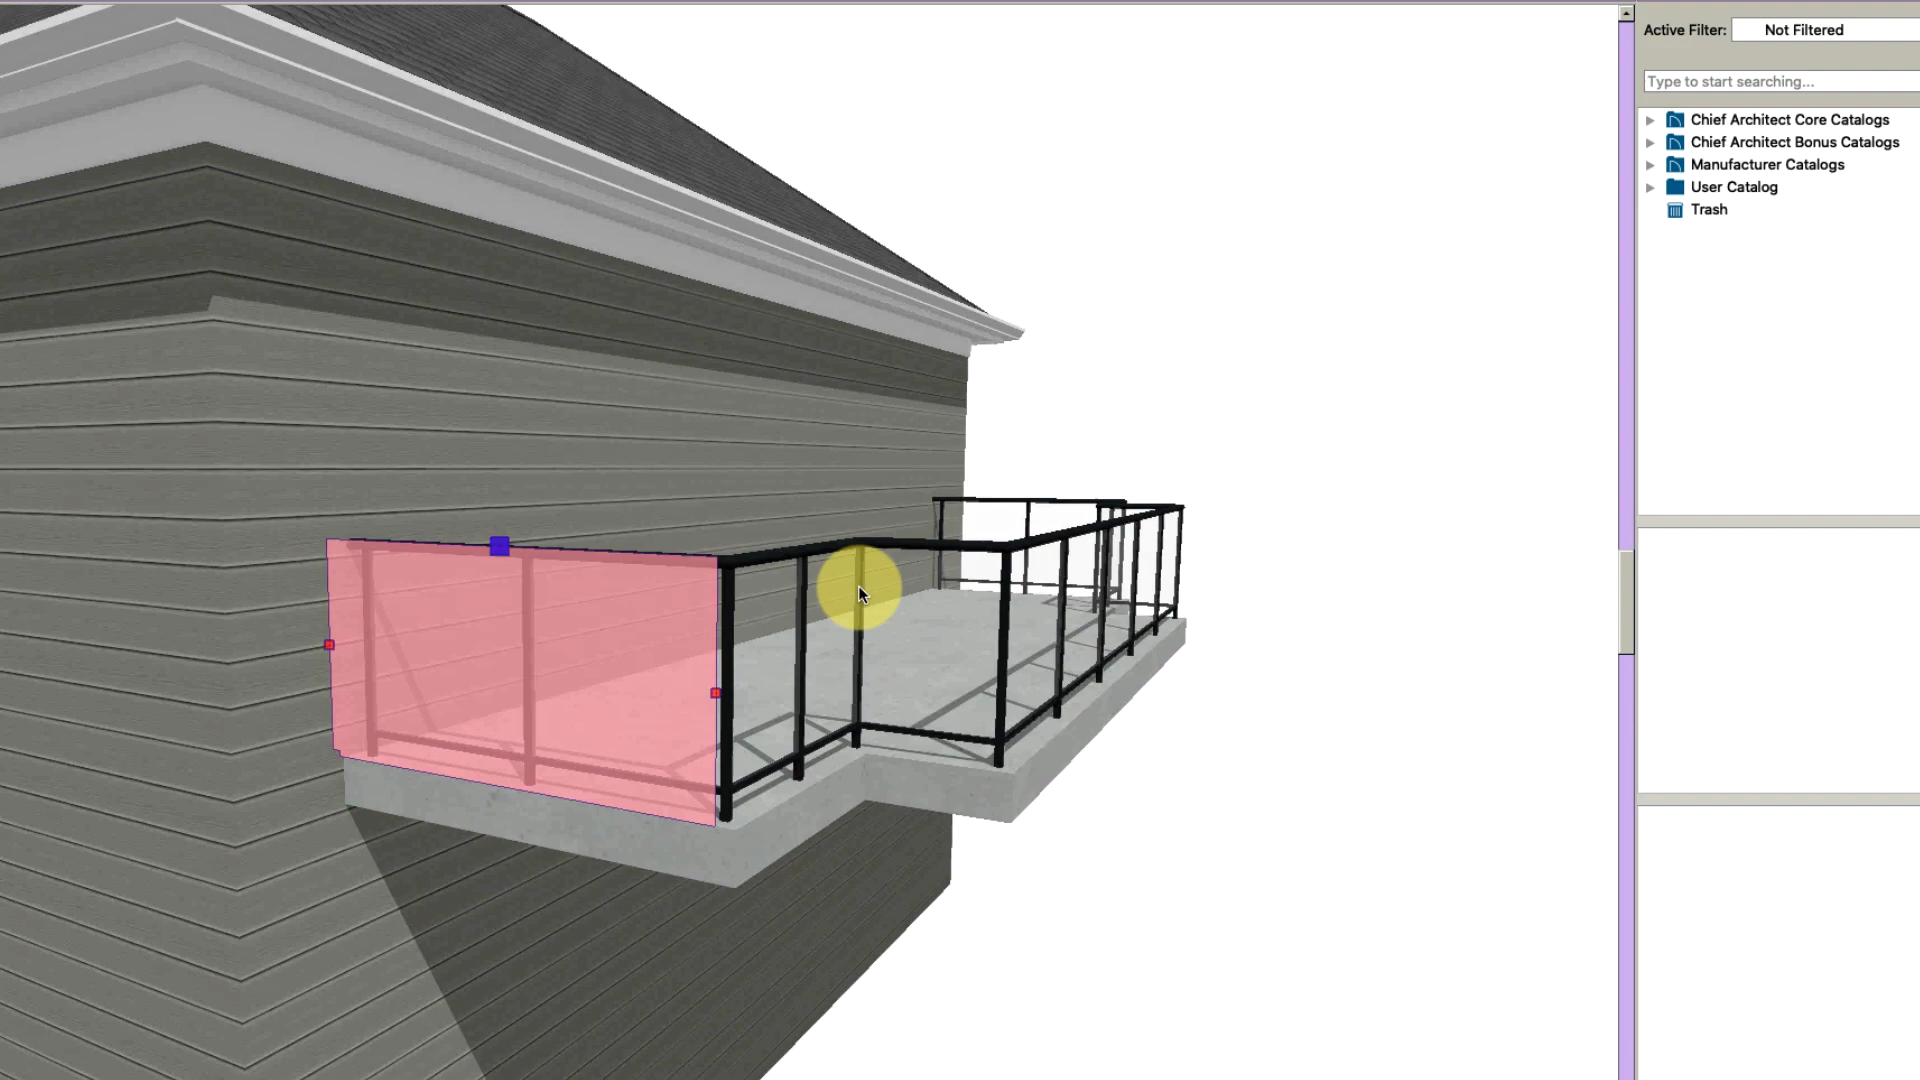 Active Filter: Not Filtered
Type to start searching...
Chief Architect Core Catalogs
Chief Architect Bonus Catalogs
Manufacturer Catalogs
User Catalog
Trash